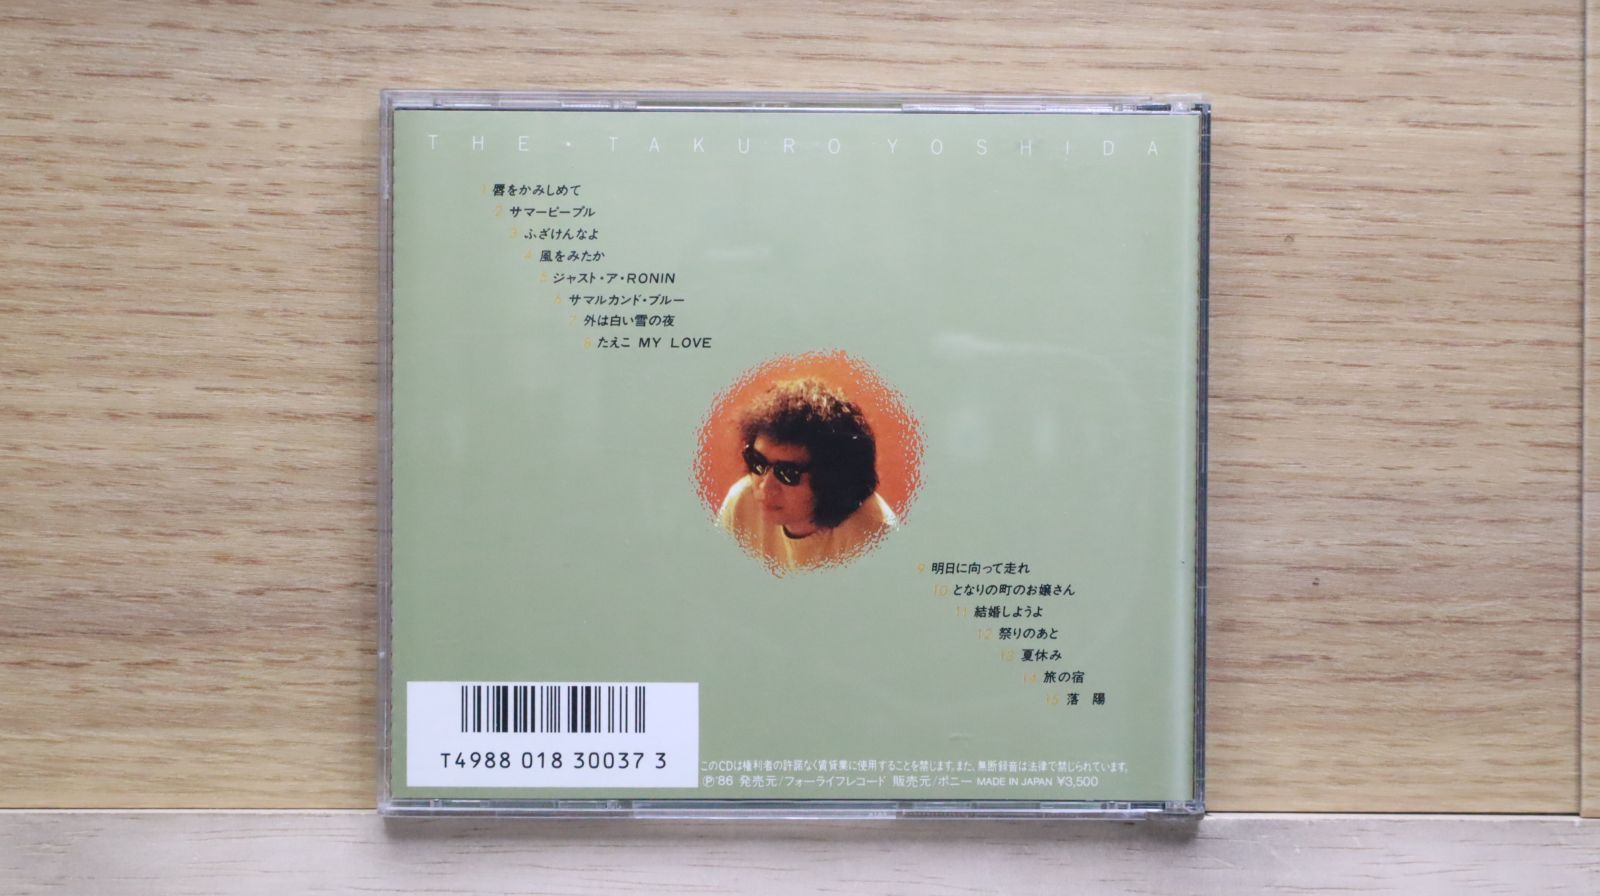 THE・TAKURO YOSHIDA
1 唇をかみしめて
2 サマーピープル
3 ふざけんなよ
4 風をみたか
5 ジャスト・ア・RONIN
6 サマルカンド・ブルー
7 外は白い雪の夜
8 たえこ MY LOVE
9 明日に向って走れ
10 となりの町のお嬢さん
11 結婚しようよ
12 祭りのあと
13 夏休み
14 旅の宿
15 落 陽
T4988 018 30037 3
このCDは権利者の許諾なく賃貸業に使用することを禁じます。また、無断録音は法律で禁じられています。
Ⓟ'86 発売元/フォーライフレコード 販売元/ポニー MADE IN JAPAN ¥3,500